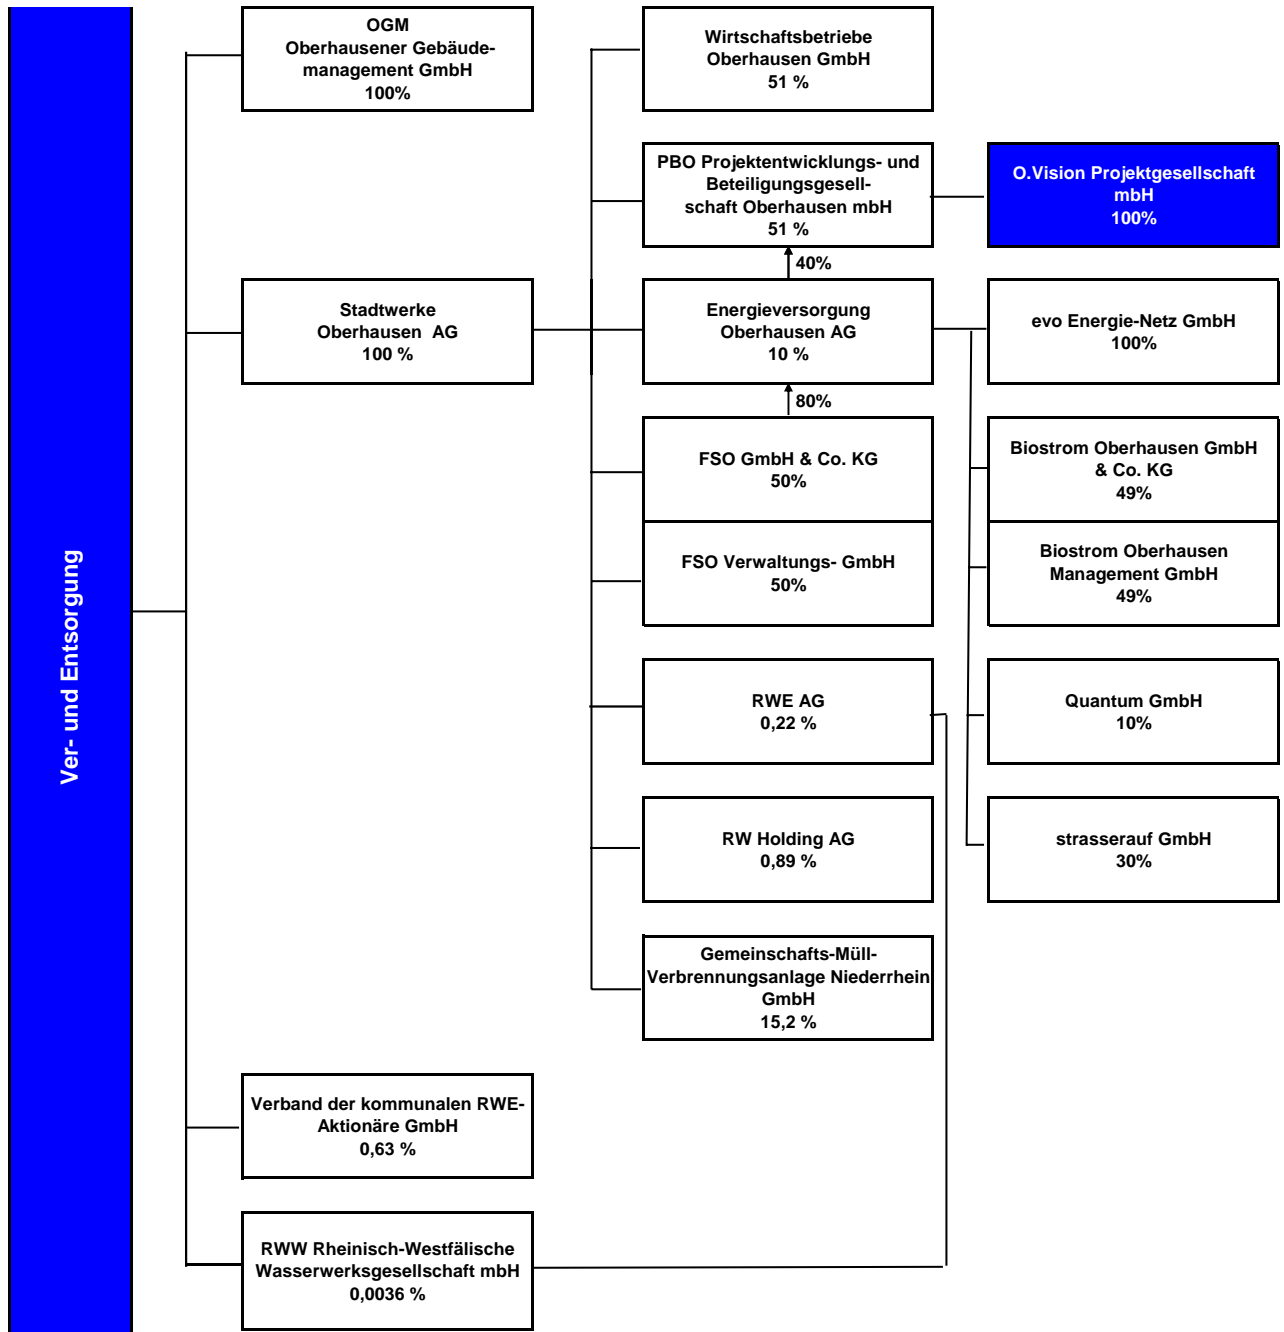 Ver- und Entsorgung
OGM
Oberhausener Gebäude-
management GmbH
100%
Stadtwerke
Oberhausen AG
100 %
Verband der kommunalen RWE-
Aktionäre GmbH
0,63 %
RWW Rheinisch-Westfälische
Wasserwerksgesellschaft mbH
0,0036 %
Wirtschaftsbetriebe
Oberhausen GmbH
51 %
PBO Projektentwicklungs- und
Beteiligungsgesell-
schaft Oberhausen mbH
51 %
40%
Energieversorgung
Oberhausen AG
10 %
80%
FSO GmbH & Co. KG
50%
FSO Verwaltungs- GmbH
50%
RWE AG
0,22 %
RW Holding AG
0,89 %
Gemeinschafts-Müll-
Verbrennungsanlage Niederrhein
GmbH
15,2 %
O.Vision Projektgesellschaft
mbH
100%
evo Energie-Netz GmbH
100%
Biostrom Oberhausen GmbH
& Co. KG
49%
Biostrom Oberhausen
Management GmbH
49%
Quantum GmbH
10%
strasserauf GmbH
30%